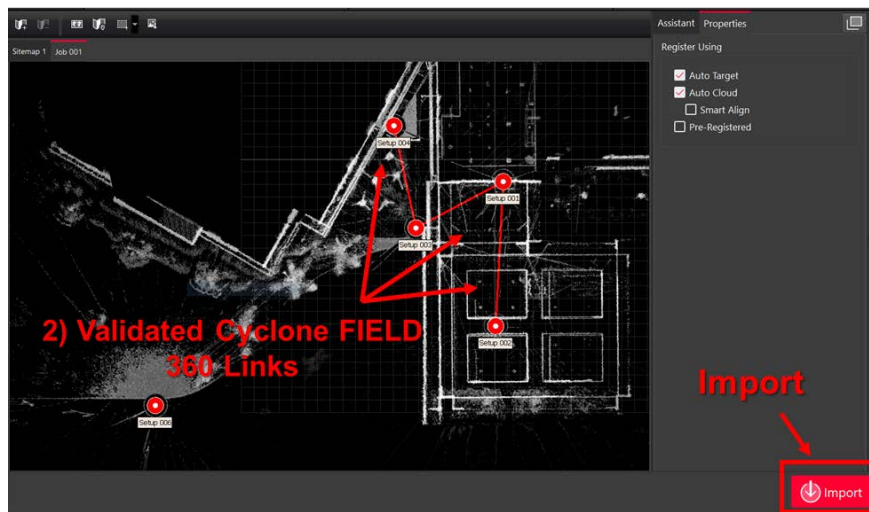 Assistant Properties
Sitemap 1 Job 001
Register Using
Auto Target
Auto Cloud
Smart Align
Pre-Registered
Setup 004
Setup 001
Setup 003
2) Validated Cyclone FIELD
360 Links
Setup 002
Import
Setup 006
Import